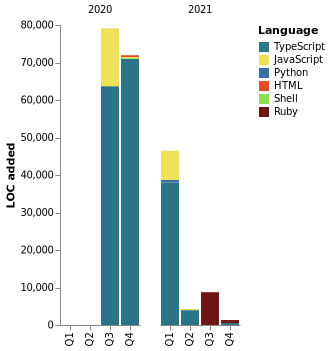 2020 2021
Language
TypeScript
JavaScript
Python
HTML
Shell
Ruby
LOC added
80,000
70,000
60,000
50,000
40,000
30,000
20,000
10,000
0
Q1 Q2 Q3 Q4 Q1 Q2 Q3 Q4